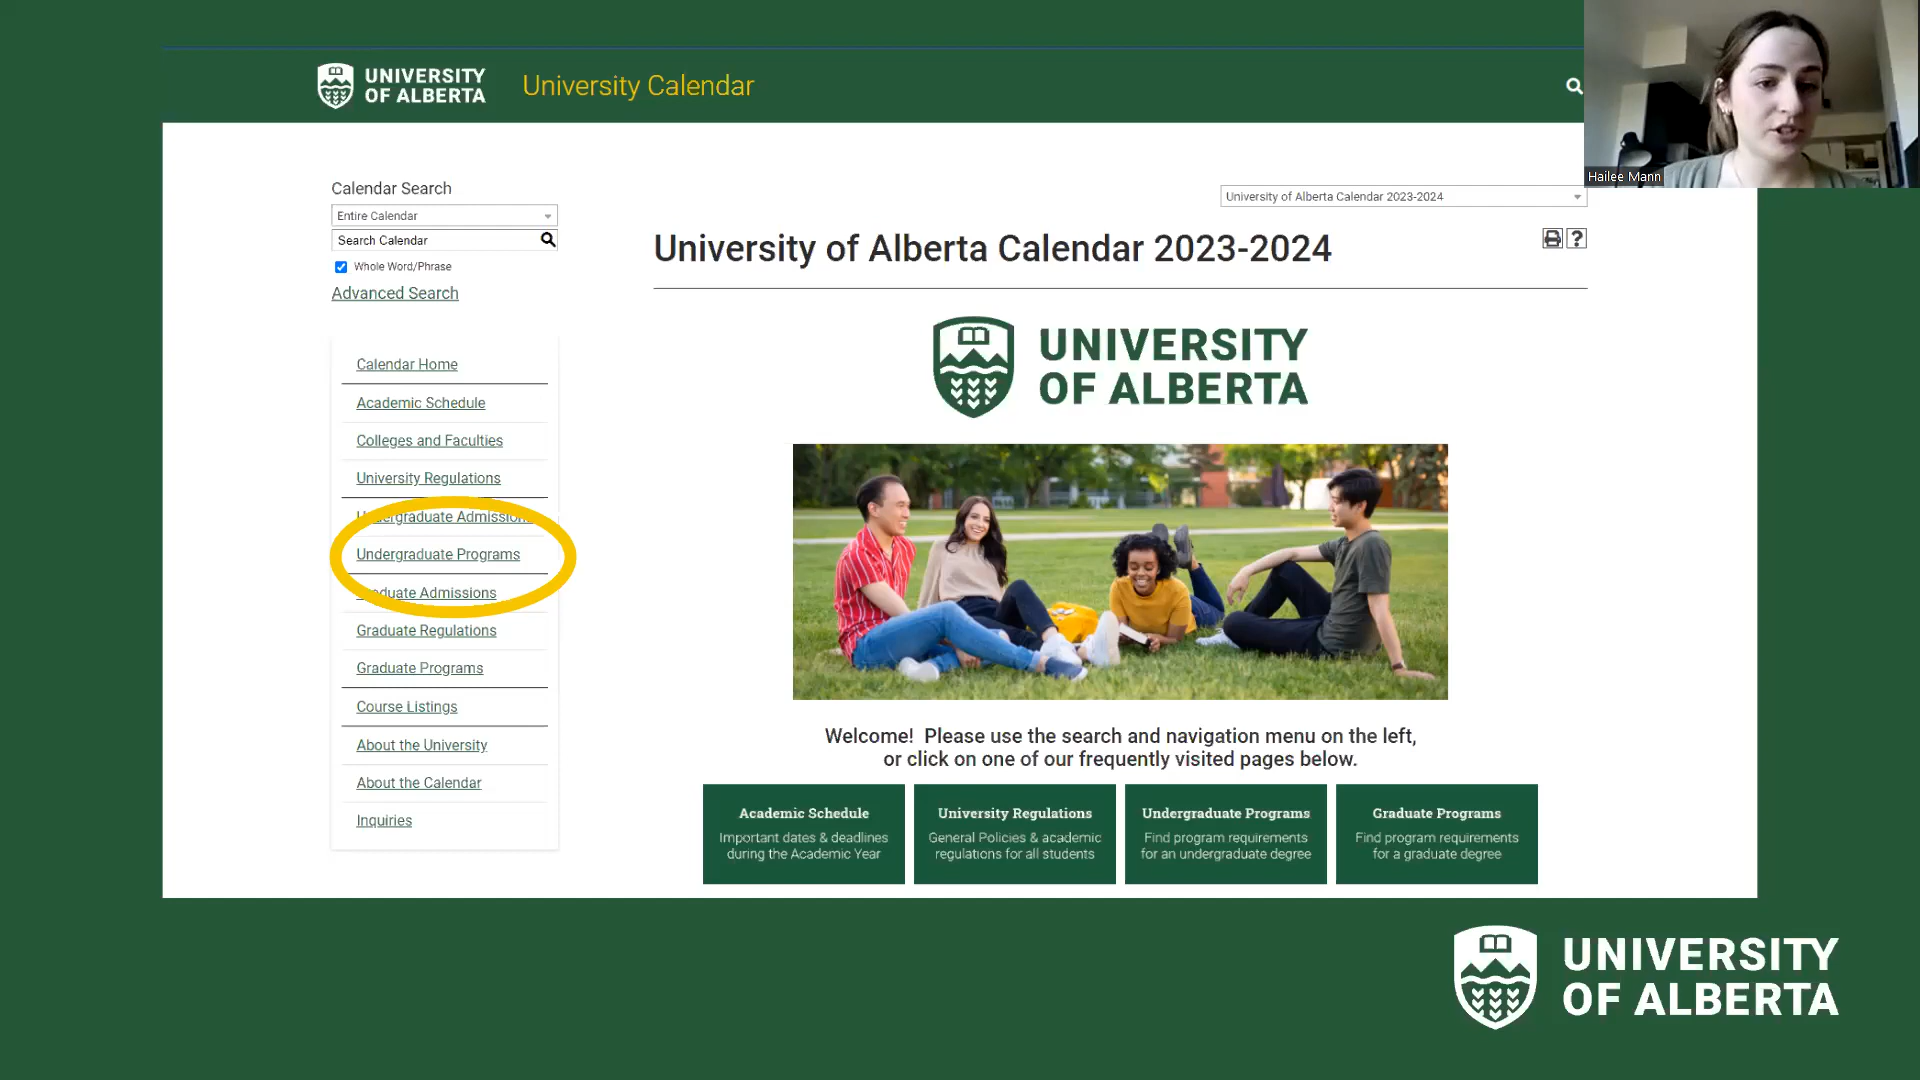 UNIVERSITY
OF ALBERTA
University Calendar
Hailee Mann
Calendar Search
Entire Calendar
Search Calendar
Whole Word/Phrase
Advanced Search
University of Alberta Calendar 2023-2024
University of Alberta Calendar 2023-2024
?
Calendar Home
Academic Schedule
Colleges and Faculties
University Regulations
Undergraduate Admissions
Undergraduate Programs
Graduate Admissions
Graduate Regulations
Graduate Programs
Course Listings
About the University
About the Calendar
Inquiries
UNIVERSITY
OF ALBERTA
Welcome! Please use the search and navigation menu on the left,
or click on one of our frequently visited pages below.
Academic Schedule
Important dates & deadlines
during the Academic Year
University Regulations
General Policies & academic
regulations for all students
Undergraduate Programs
Find program requirements
for an undergraduate degree
Graduate Programs
Find program requirements
for a graduate degree
UNIVERSITY
OF ALBERTA